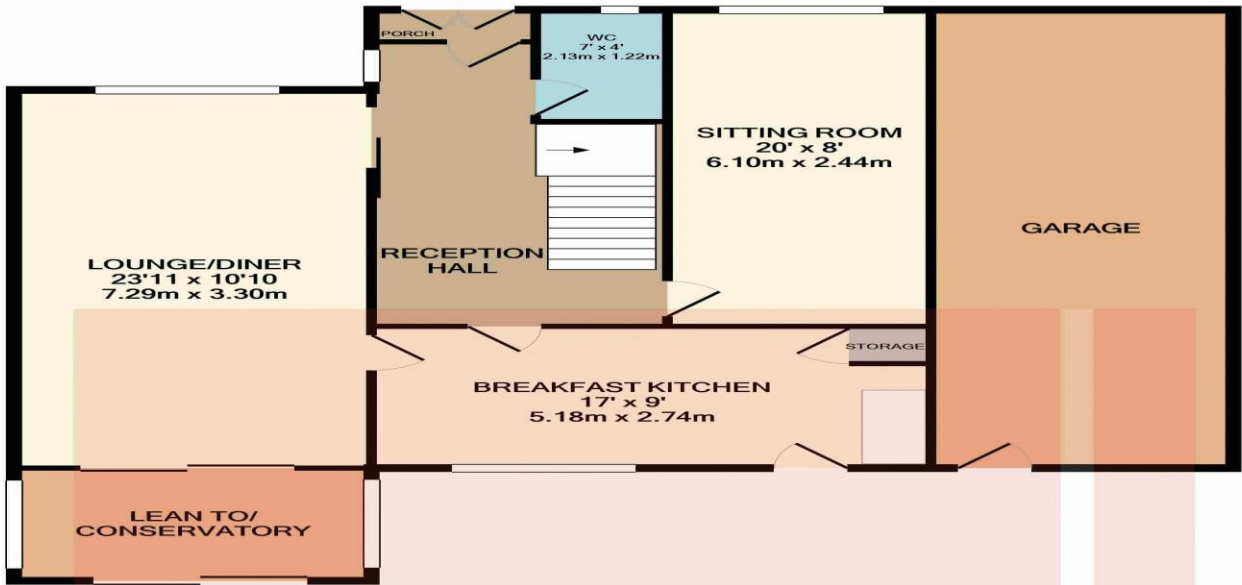 PORCH
WC
7' x 4'
2.13m x 1.22m
SITTING ROOM
20' x 8'
6.10m x 2.44m
GARAGE
RECEPTION
HALL
LOUNGE/DINER
23'11 x 10'10
7.29m x 3.30m
STORAGE
BREAKFAST KITCHEN
17' x 9'
5.18m x 2.74m
LEAN TO/
CONSERVATORY